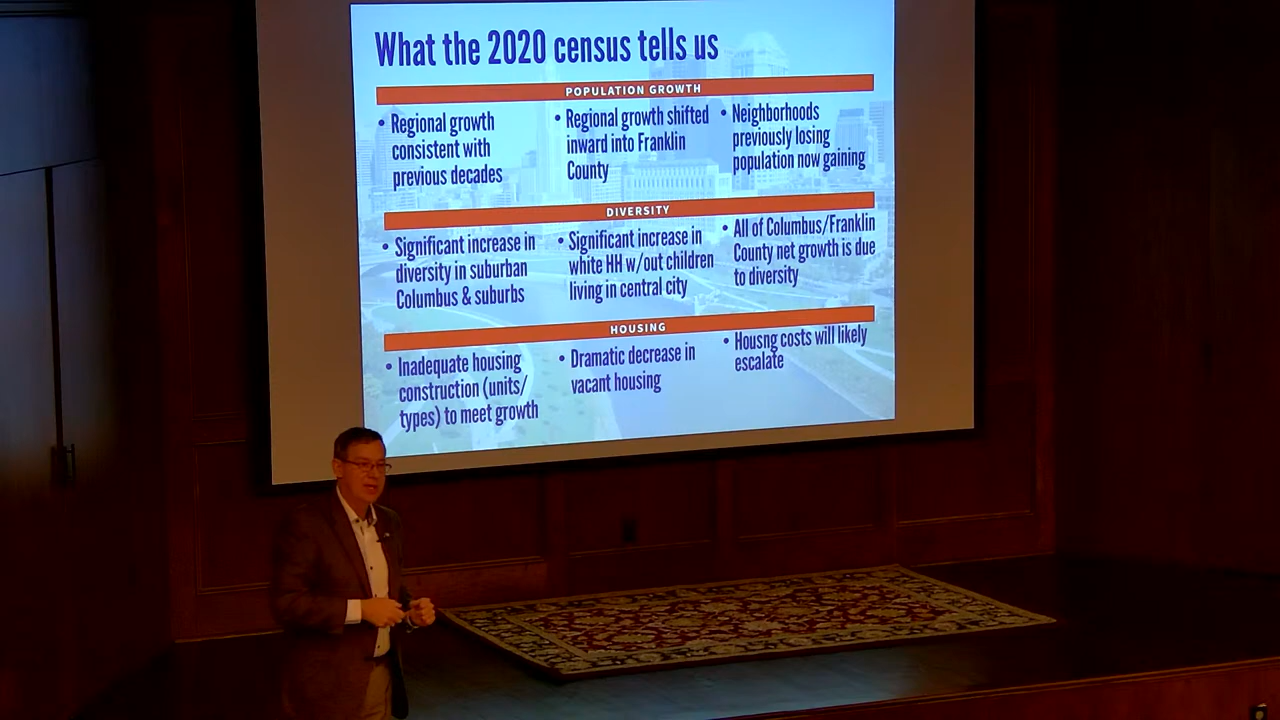 What the 2020 census tells us
POPULATION GROWTH
• Regional growth
consistent with
previous decades
• Regional growth shifted
inward into Franklin
County
• Neighborhoods
previously losing
population now gaining
DIVERSITY
• Significant increase in
diversity in suburban
Columbus & suburbs
• Significant increase in
white HH w/out children
living in central city
• All of Columbus/Franklin
County net growth is due
to diversity
HOUSING
• Inadequate housing
construction (units/
types) to meet growth
• Dramatic decrease in
vacant housing
• Housng costs will likely
escalate